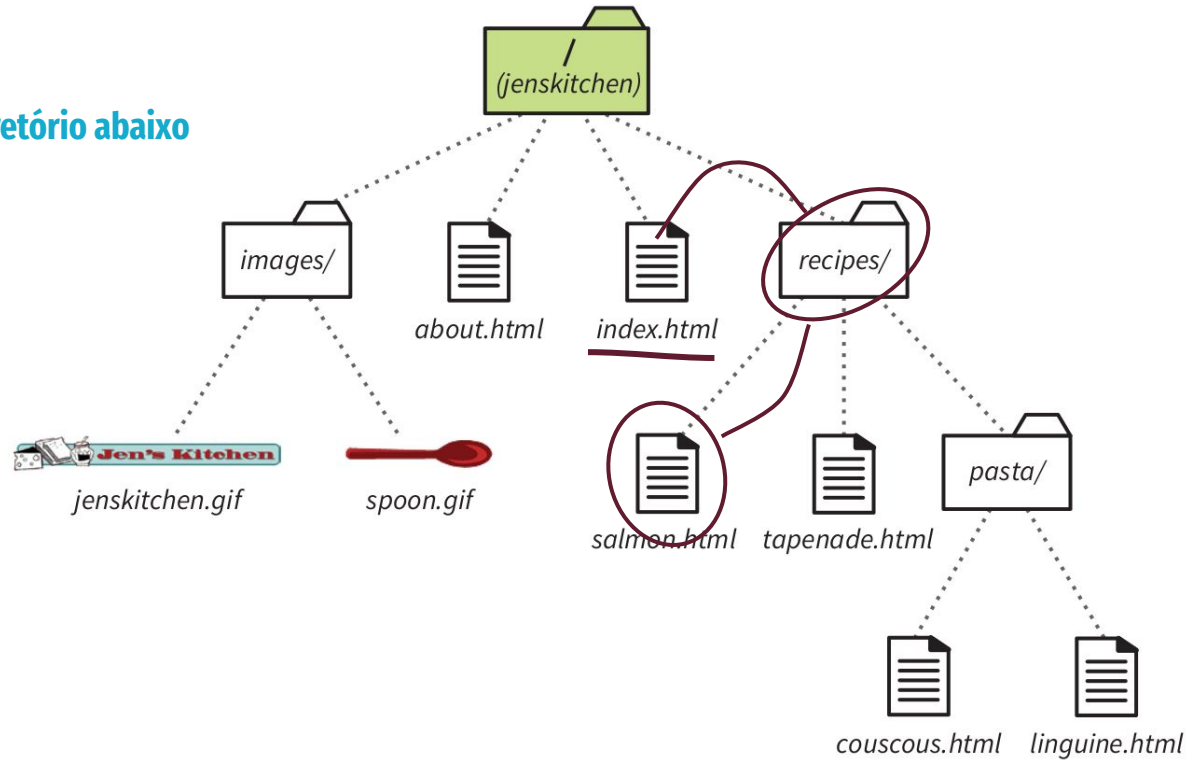 /
(jenskitchen)
etório abaixo
images/
recipes/
about.html
index.html
Jen's Kitchen
pasta/
jenskitchen.gif
spoon.gif
salmon.html
tapenade.html
couscous.html
linguine.html